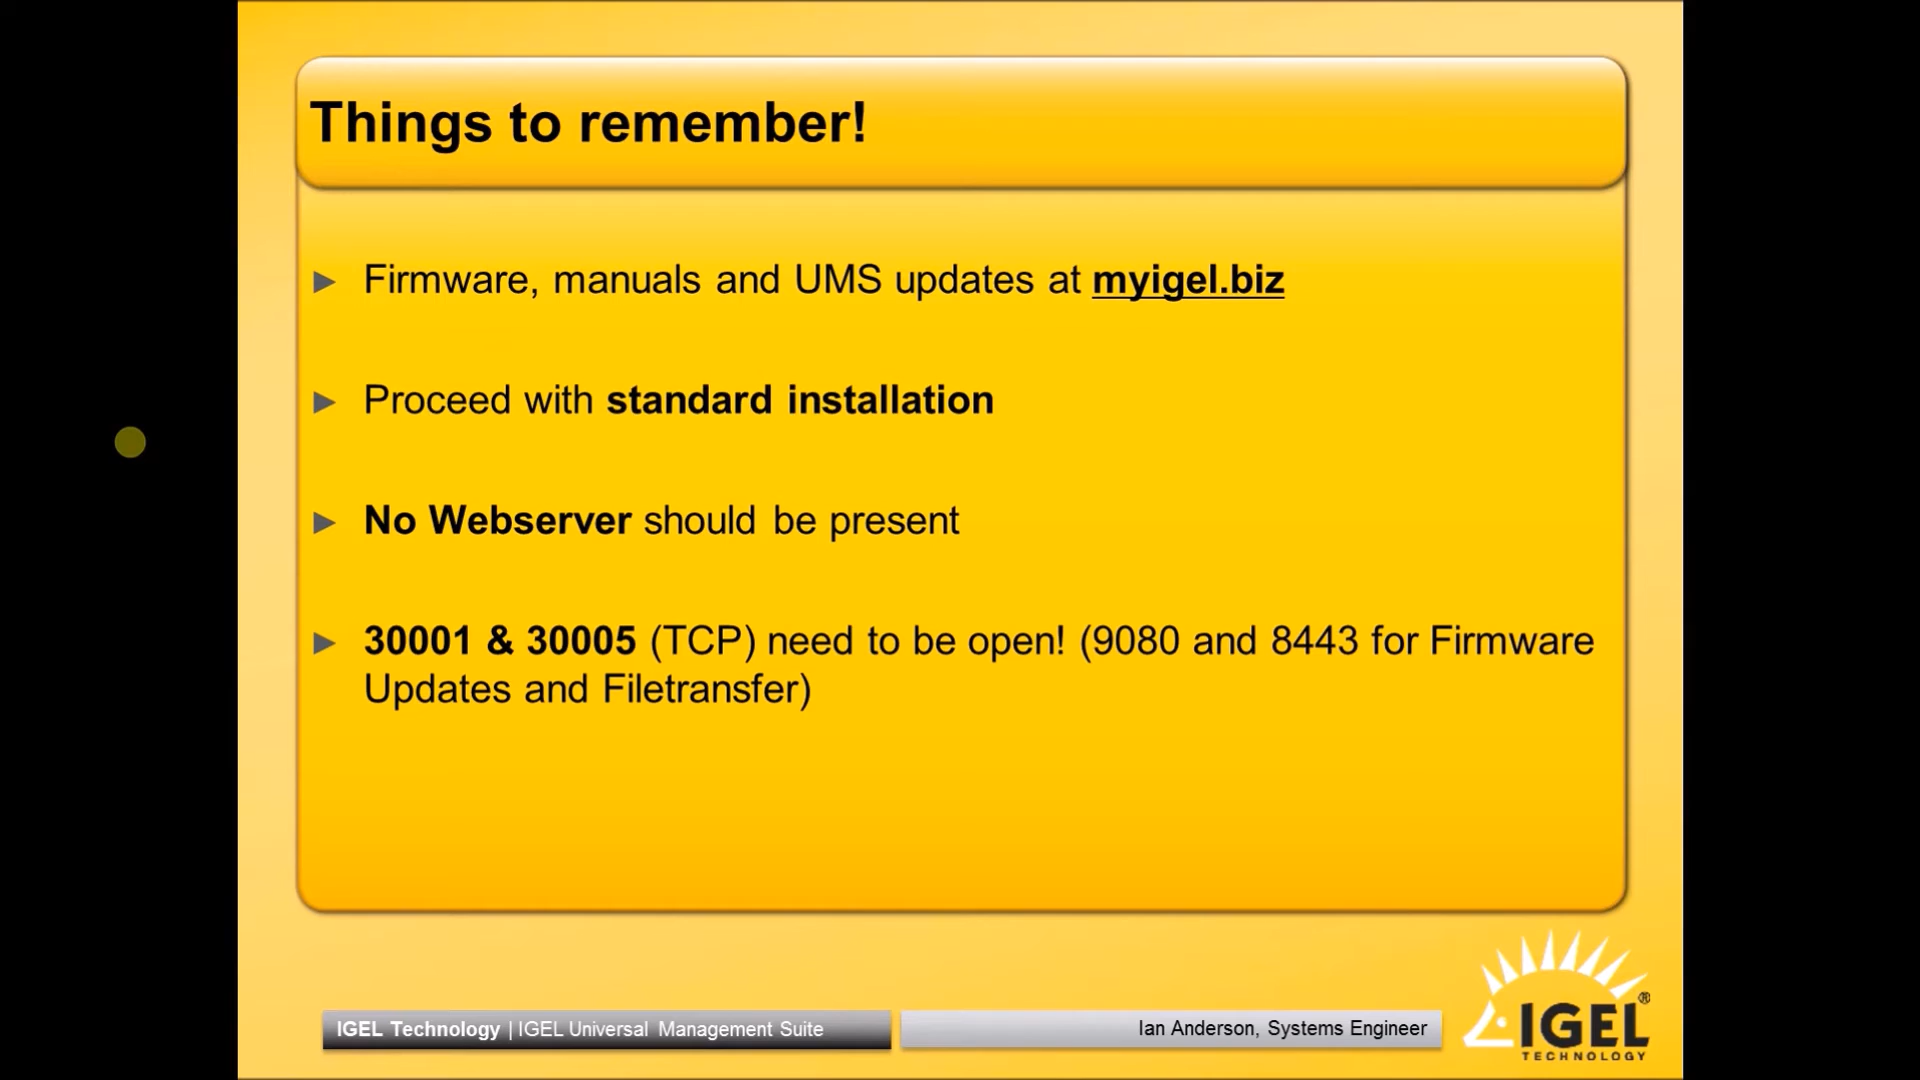 Things to remember!
► Firmware, manuals and UMS updates at myigel.biz
► Proceed with standard installation
► No Webserver should be present
► 30001 & 30005 (TCP) need to be open! (9080 and 8443 for Firmware
Updates and Filetransfer)
IGEL Technology | IGEL Universal Management Suite
Ian Anderson, Systems Engineer
IGEL®
TECHNOLOGY